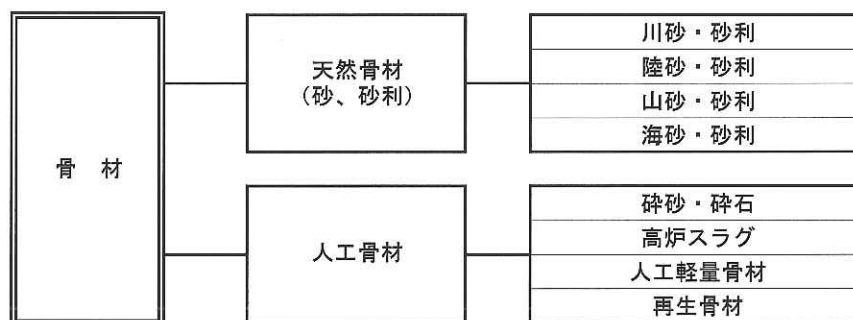 骨 材
天然骨材
(砂、砂利)
川砂・砂利
陸砂・砂利
山砂・砂利
海砂・砂利
人工骨材
砕砂・砕石
高炉スラグ
人工軽量骨材
再生骨材